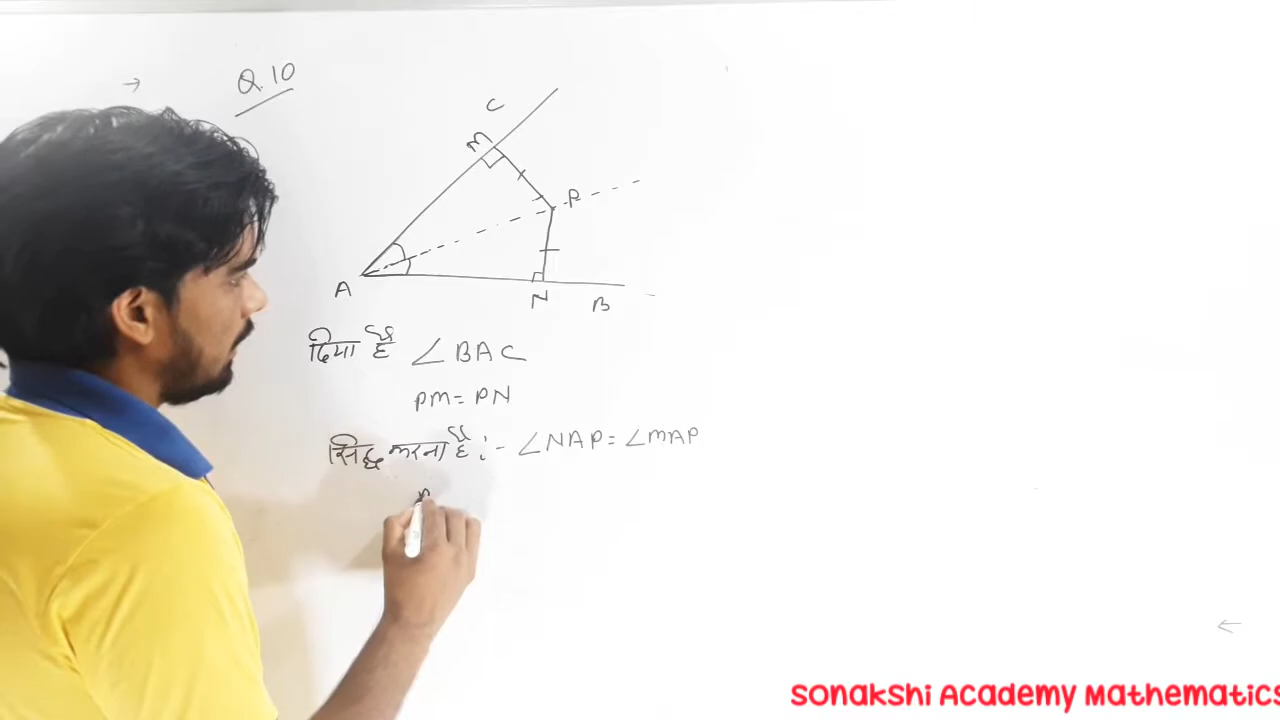 → Q.10
C
M
P
A
N
B
दिया है ∠BAC
PM = PN
सिद्ध करना है :- ∠NAP = ∠MAP
←
SONAKSHI ACADEMY MATHEMATICS